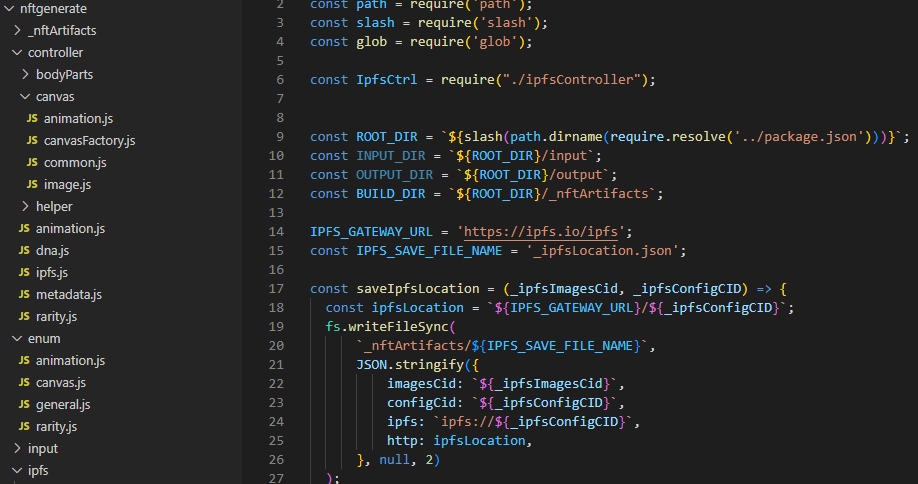 nftgenerate
_nftArtifacts
controller
bodyParts
canvas
JS animation.js
JS canvasFactory.js
JS common.js
JS image.js
helper
JS animation.js
JS dna.js
JS ipfs.js
JS metadata.js
JS rarity.js
enum
JS animation.js
JS canvas.js
JS general.js
JS rarity.js
input
ipfs
2 const path = require('path');
3 const slash = require('slash');
4 const glob = require('glob');
5
6 const IpfsCtrl = require("./ipfsController");
7
8
9 const ROOT_DIR = `${slash(path.dirname(require.resolve('../package.json')))}`;
10 const INPUT_DIR = `${ROOT_DIR}/input`;
11 const OUTPUT_DIR = `${ROOT_DIR}/output`;
12 const BUILD_DIR = `${ROOT_DIR}/_nftArtifacts`;
13
14 IPFS_GATEWAY_URL = 'https://ipfs.io/ipfs';
15 const IPFS_SAVE_FILE_NAME = '_ipfsLocation.json';
16
17 const saveIpfsLocation = (_ipfsImagesCid, _ipfsConfigCID) => {
18 const ipfsLocation = `${IPFS_GATEWAY_URL}/${_ipfsConfigCID}`;
19 fs.writeFileSync(
20 `_nftArtifacts/${IPFS_SAVE_FILE_NAME}`,
21 JSON.stringify({
22 imagesCid: `${_ipfsImagesCid}`,
23 configCid: `${_ipfsConfigCID}`,
24 ipfs: `ipfs://${_ipfsConfigCID}`,
25 http: ipfsLocation,
26 }, null, 2)
27 );